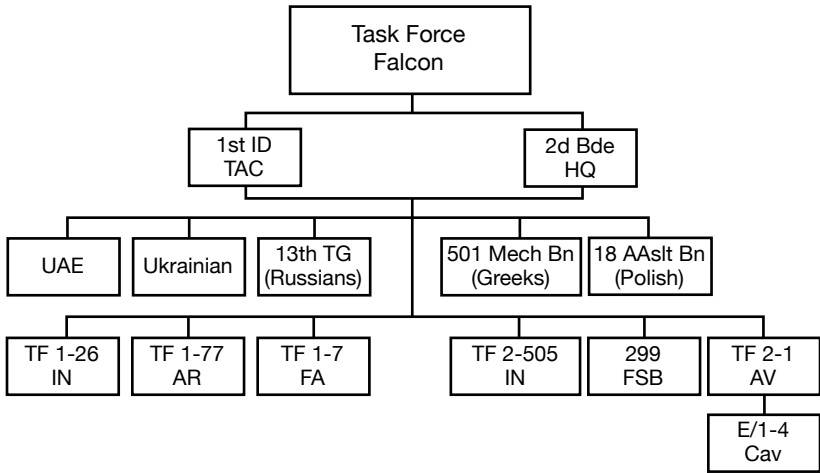 Task Force
Falcon
1st ID
TAC
2d Bde
HQ
UAE
Ukrainian
13th TG
(Russians)
501 Mech Bn
(Greeks)
18 AAslt Bn
(Polish)
TF 1-26
IN
TF 1-77
AR
TF 1-7
FA
TF 2-505
IN
299
FSB
TF 2-1
AV
E/1-4
Cav